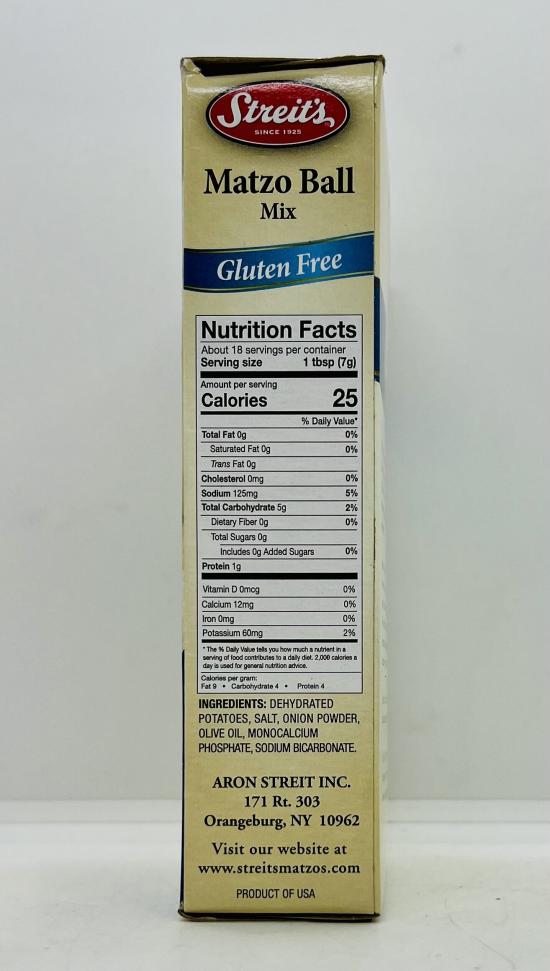 Streit's
SINCE 1925
Matzo Ball
Mix
Gluten Free
Nutrition Facts
About 18 servings per container
Serving size 1 tbsp (7g)
Amount per serving
Calories 25
% Daily Value*
Total Fat 0g 0%
Saturated Fat 0g 0%
Trans Fat 0g
Cholesterol 0mg 0%
Sodium 125mg 5%
Total Carbohydrate 5g 2%
Dietary Fiber 0g 0%
Total Sugars 0g
Includes 0g Added Sugars 0%
Protein 1g
Vitamin D 0mcg 0%
Calcium 12mg 0%
Iron 0mg 0%
Potassium 60mg 2%
* The % Daily Value tells you how much a nutrient in a
serving of food contributes to a daily diet. 2,000 calories a
day is used for general nutrition advice.
Calories per gram:
Fat 9 • Carbohydrate 4 • Protein 4
INGREDIENTS: DEHYDRATED
POTATOES, SALT, ONION POWDER,
OLIVE OIL, MONOCALCIUM
PHOSPHATE, SODIUM BICARBONATE.
ARON STREIT INC.
171 Rt. 303
Orangeburg, NY 10962
Visit our website at
www.streitsmatzos.com
PRODUCT OF USA